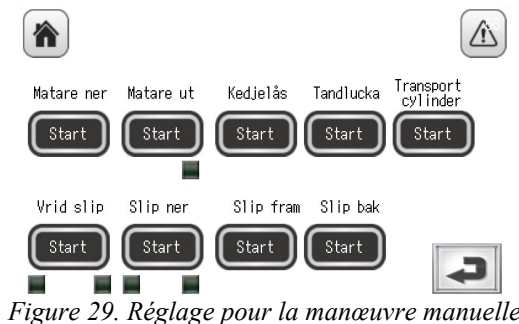 Matare ner Matare ut Kedjelås Tandlucka Transport cylinder
Start Start Start Start Start
Vrid slip Slip ner Slip fram Slip bak
Start Start Start Start
Figure 29. Réglage pour la manœuvre manuelle